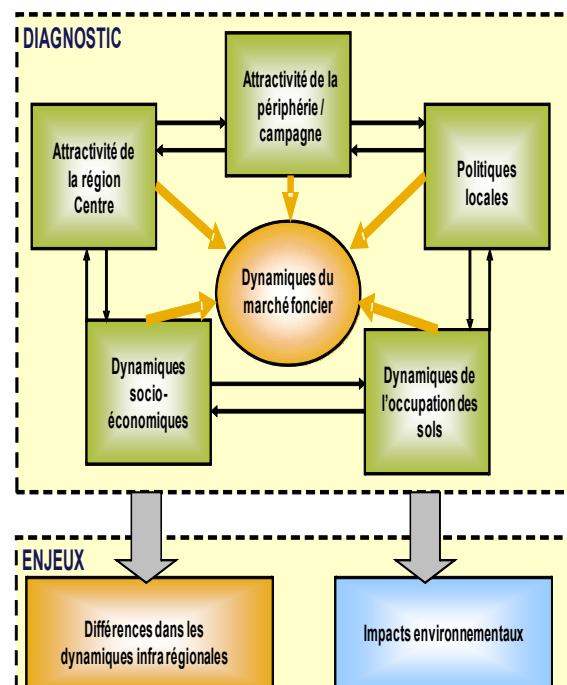 DIAGNOSTIC
Attractivité de la
périphérie /
campagne
Attractivité de
la région
Centre
Politiques
locales
Dynamiques du
marché foncier
Dynamiques
socio-
économiques
Dynamiques de
l'occupation des
sols
ENJEUX
Différences dans les
dynamiques infra régionales
Impacts environnementaux